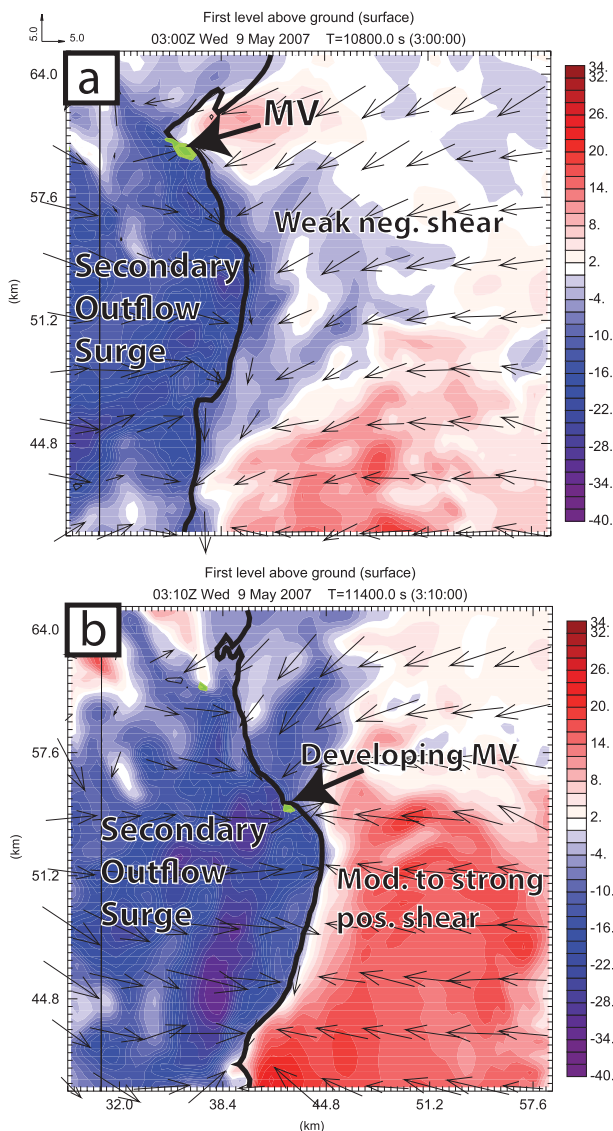 First level above ground (surface)
03:00Z Wed 9 May 2007 T=10800.0 s (3:00:00)
5.0
5.0
a
MV
Weak neg. shear
Secondary
Outflow
Surge
64.0
57.6
51.2
44.8
(km)
34.
32.
26.
20.
14.
8.
2.
-4.
-10.
-16.
-22.
-28.
-34.
-40.
First level above ground (surface)
03:10Z Wed 9 May 2007 T=11400.0 s (3:10:00)
b
Developing MV
Secondary
Outflow
Surge
Mod. to strong
pos. shear
64.0
57.6
51.2
44.8
(km)
32.0
38.4
44.8
51.2
57.6
(km)
34.
32.
26.
20.
14.
8.
2.
-4.
-10.
-16.
-22.
-28.
-34.
-40.